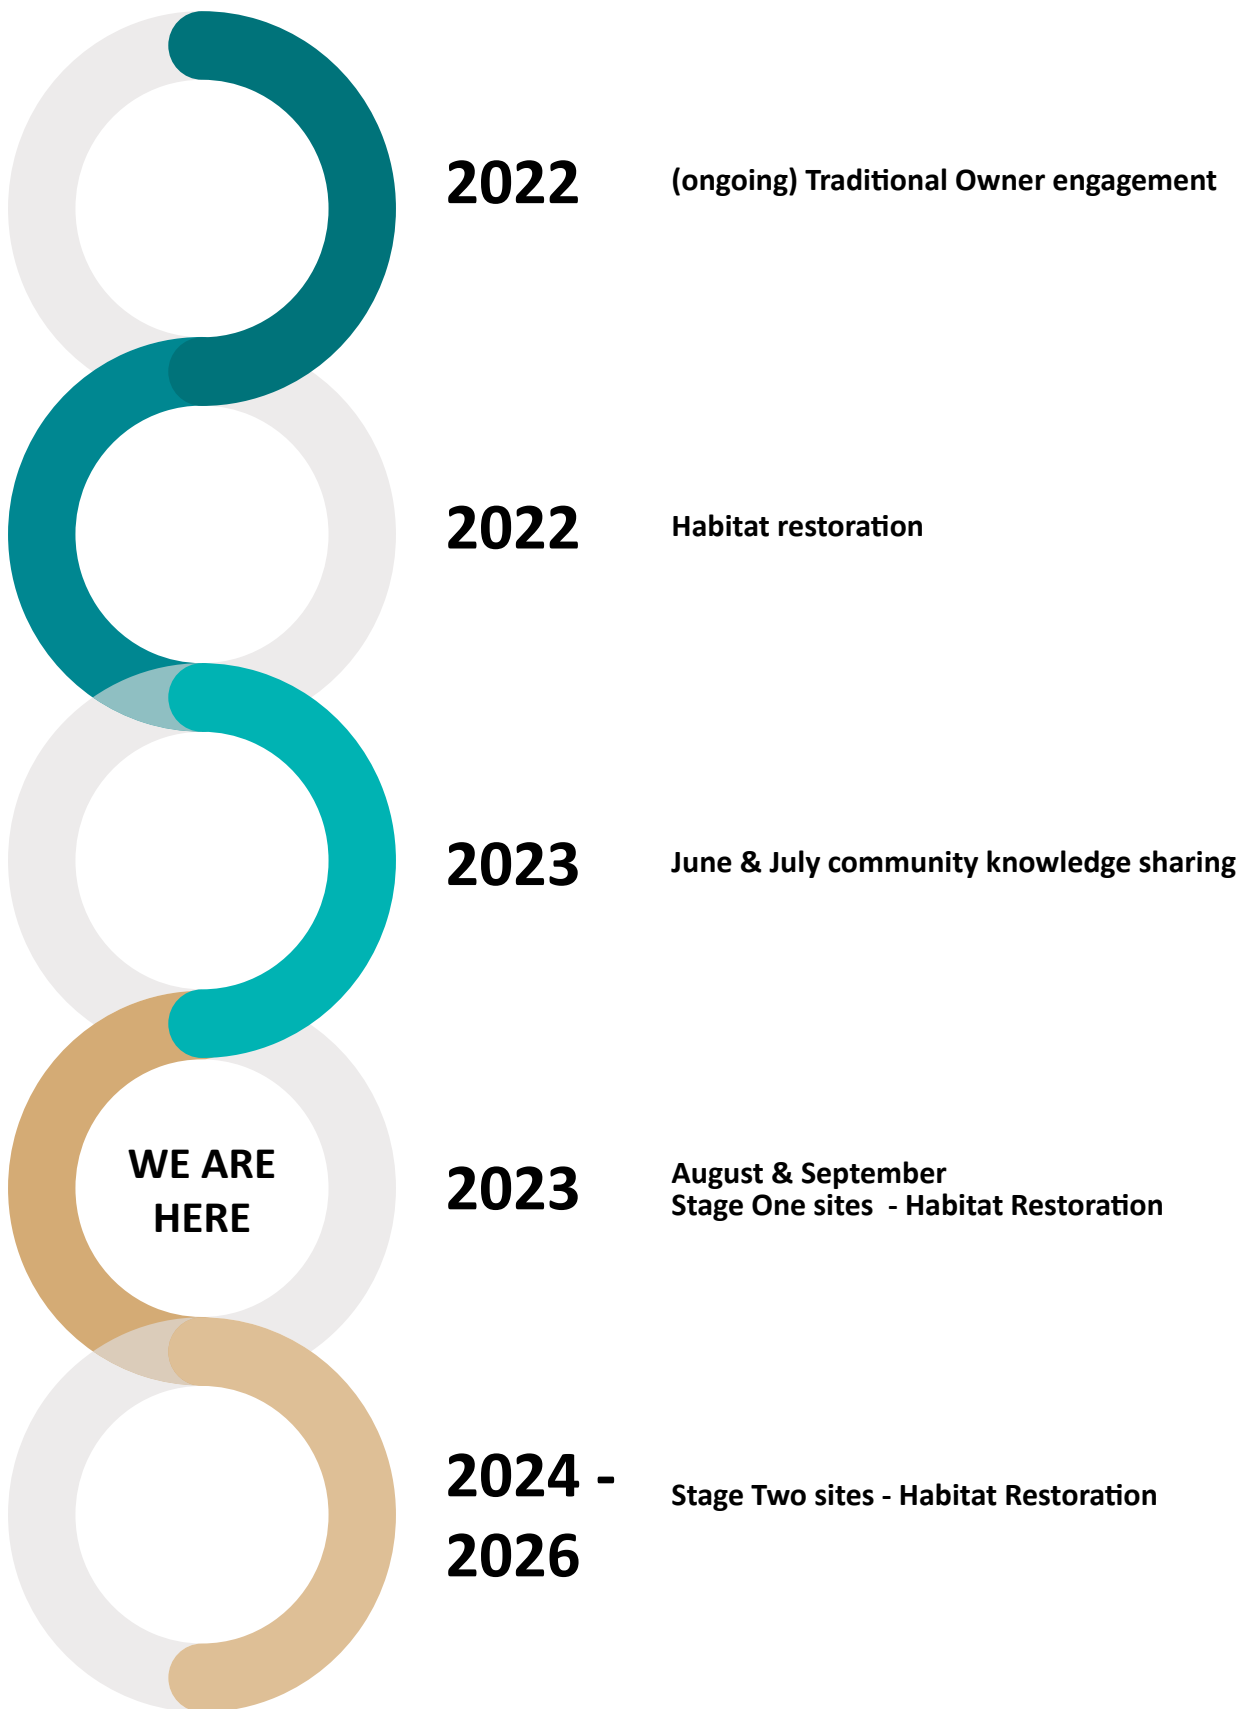 2022
(ongoing) Traditional Owner engagement
2022
Habitat restoration
2023
June & July community knowledge sharing
WE ARE
HERE
2023
August & September
Stage One sites  - Habitat Restoration
2024 -
2026
Stage Two sites - Habitat Restoration